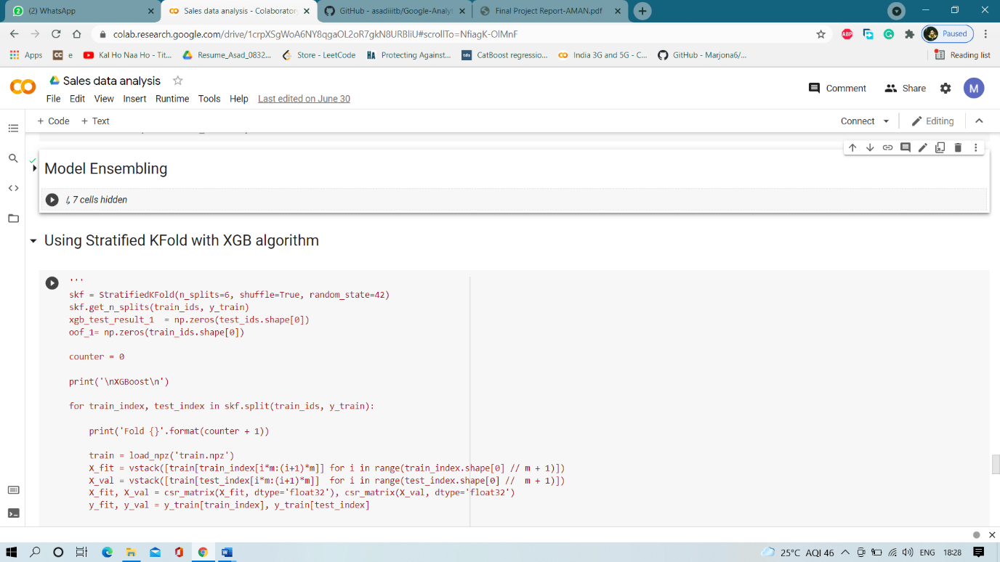 (2) WhatsApp
Sales data analysis - Colaborator
GitHub - asadiiitb/Google-Analyt
Final Project Report-AMAN.pdf
colab.research.google.com/drive/1crpXSgWoA6NY8qgaQL2oR7gkN8URBliU#scrollTo=NfiagK-OlMnF
ABP
Paused
Apps
CC e
Kal Ho Naa Ho - Tit...
Resume_Asad_0832...
Store - LeetCode
HA Protecting Against...
tds CatBoost regressio...
India 3G and 5G - C...
GitHub - Marjona6/...
Reading list
Sales data analysis
File Edit View Insert Runtime Tools Help Last edited on June 30
Comment
Share
M
+ Code + Text
Connect
Editing
Model Ensembling
7 cells hidden
Using Stratified KFold with XGB algorithm
'''
skf = StratifiedKFold(n_splits=6, shuffle=True, random_state=42)
skf.get_n_splits(train_ids, y_train)
xgb_test_result_1  = np.zeros(test_ids.shape[0])
oof_1= np.zeros(train_ids.shape[0])
counter = 0
print('\nXGBoost\n')
for train_index, test_index in skf.split(train_ids, y_train):
print('Fold {}'.format(counter + 1))
train = load_npz('train.npz')
X_fit = vstack([train[train_index[i*m:(i+1)*m]] for i in range(train_index.shape[0] // m + 1)])
X_val = vstack([train[test_index[i*m:(i+1)*m]]  for i in range(test_index.shape[0] //  m + 1)])
X_fit, X_val = csr_matrix(X_fit, dtype='float32'), csr_matrix(X_val, dtype='float32')
y_fit, y_val = y_train[train_index], y_train[test_index]
25°C AQI 46
ENG
18:28